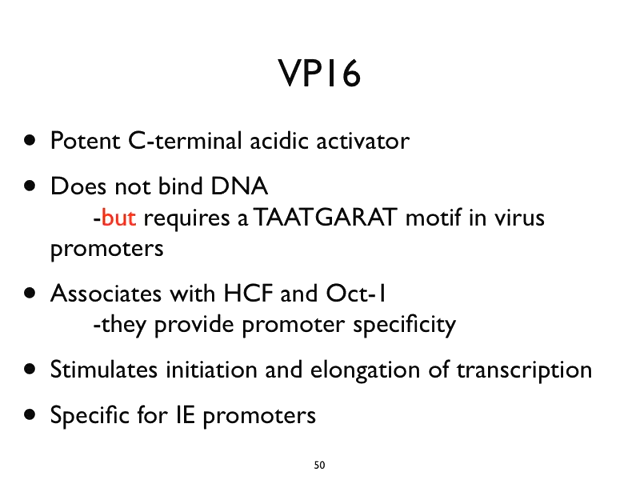 VP16
• Potent C-terminal acidic activator
• Does not bind DNA
-but requires a TAATGARAT motif in virus
promoters
• Associates with HCF and Oct-1
-they provide promoter specificity
• Stimulates initiation and elongation of transcription
• Specific for IE promoters
50